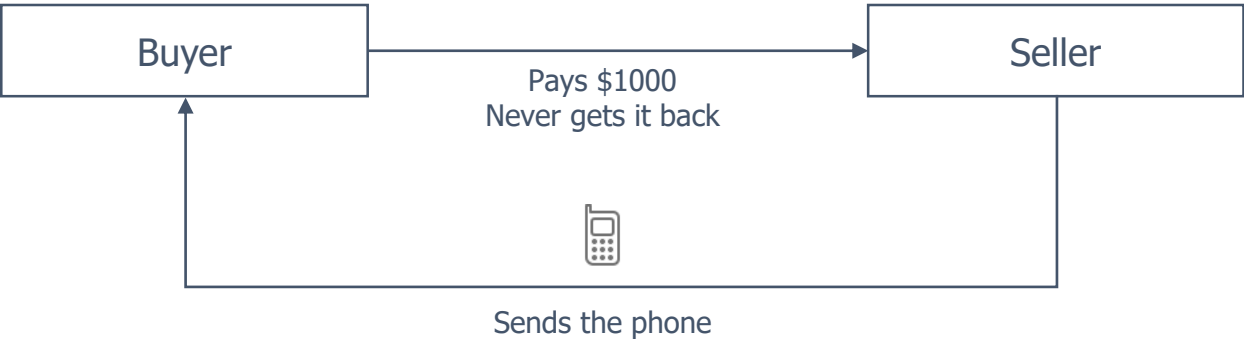 Buyer
Seller
Pays $1000
Never gets it back
Sends the phone